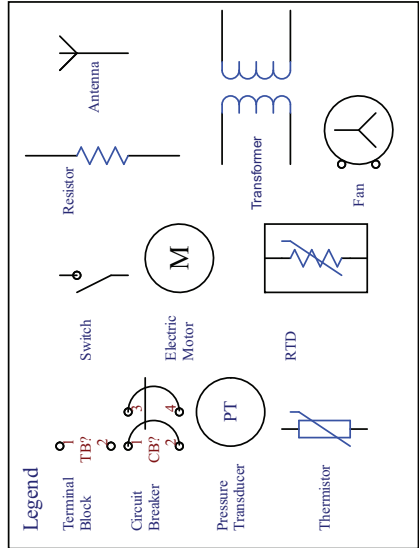 Legend
Terminal
Block
1
TB?
2
Circuit
Breaker
1
CB?
2
3
4
Pressure
Transducer
PT
Thermistor
Switch
Electric
Motor
M
RTD
Resistor
Antenna
Transformer
Fan